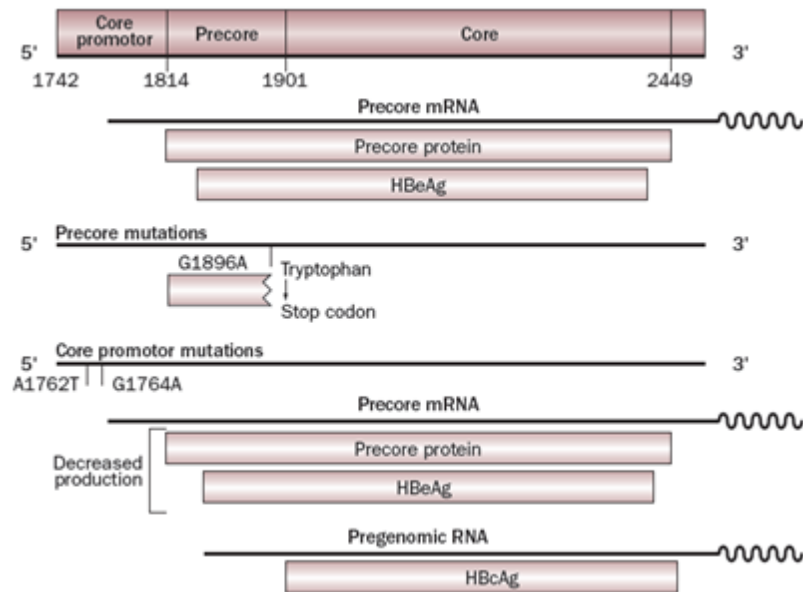 Core
promotor
Precore
Core
5'
3'
1742
1814
1901
2449
Precore mRNA
Precore protein
HBeAg
Precore mutations
5'
3'
G1896A
Tryptophan
Stop codon
Core promotor mutations
5'
3'
A1762T
G1764A
Precore mRNA
Decreased
production
Precore protein
HBeAg
Pregenomic RNA
HBcAg